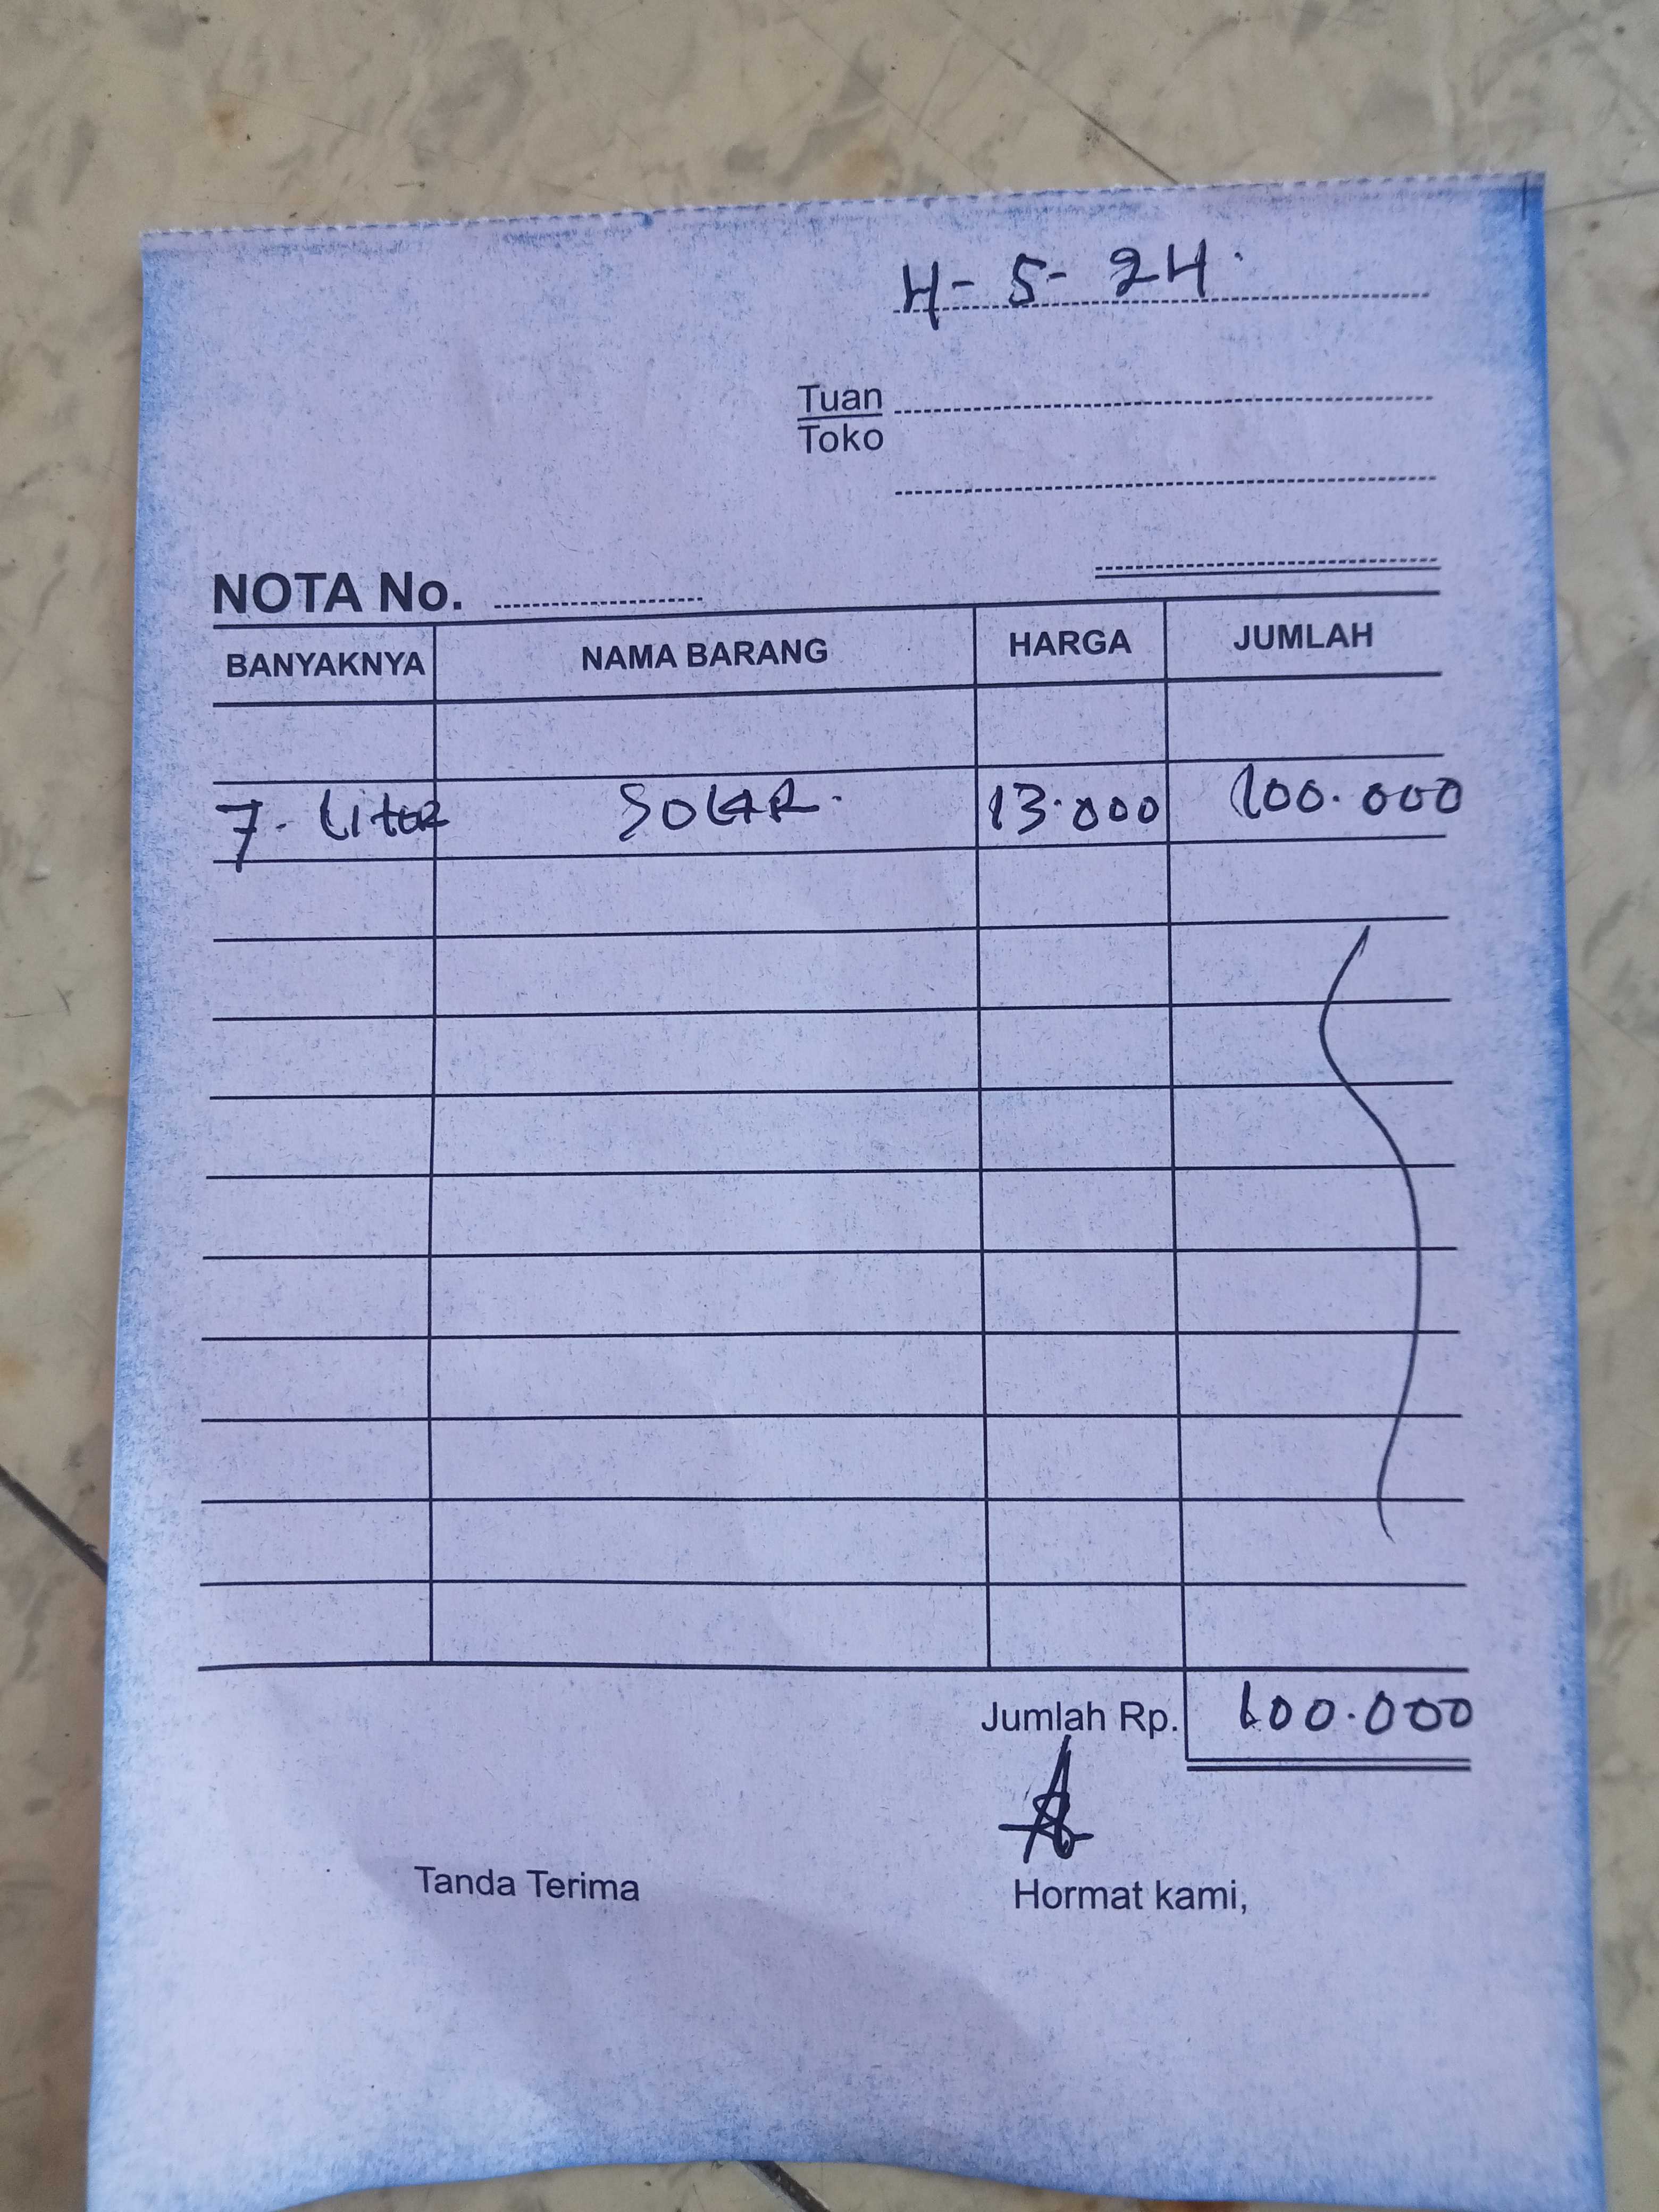 4-5-24.
Tuan
Toko
NOTA No.
BANYAKNYA NAMA BARANG HARGA JUMLAH
7. Liter SOLAR. 13.000 100.000
Jumlah Rp. 100.000
Tanda Terima Hormat kami,